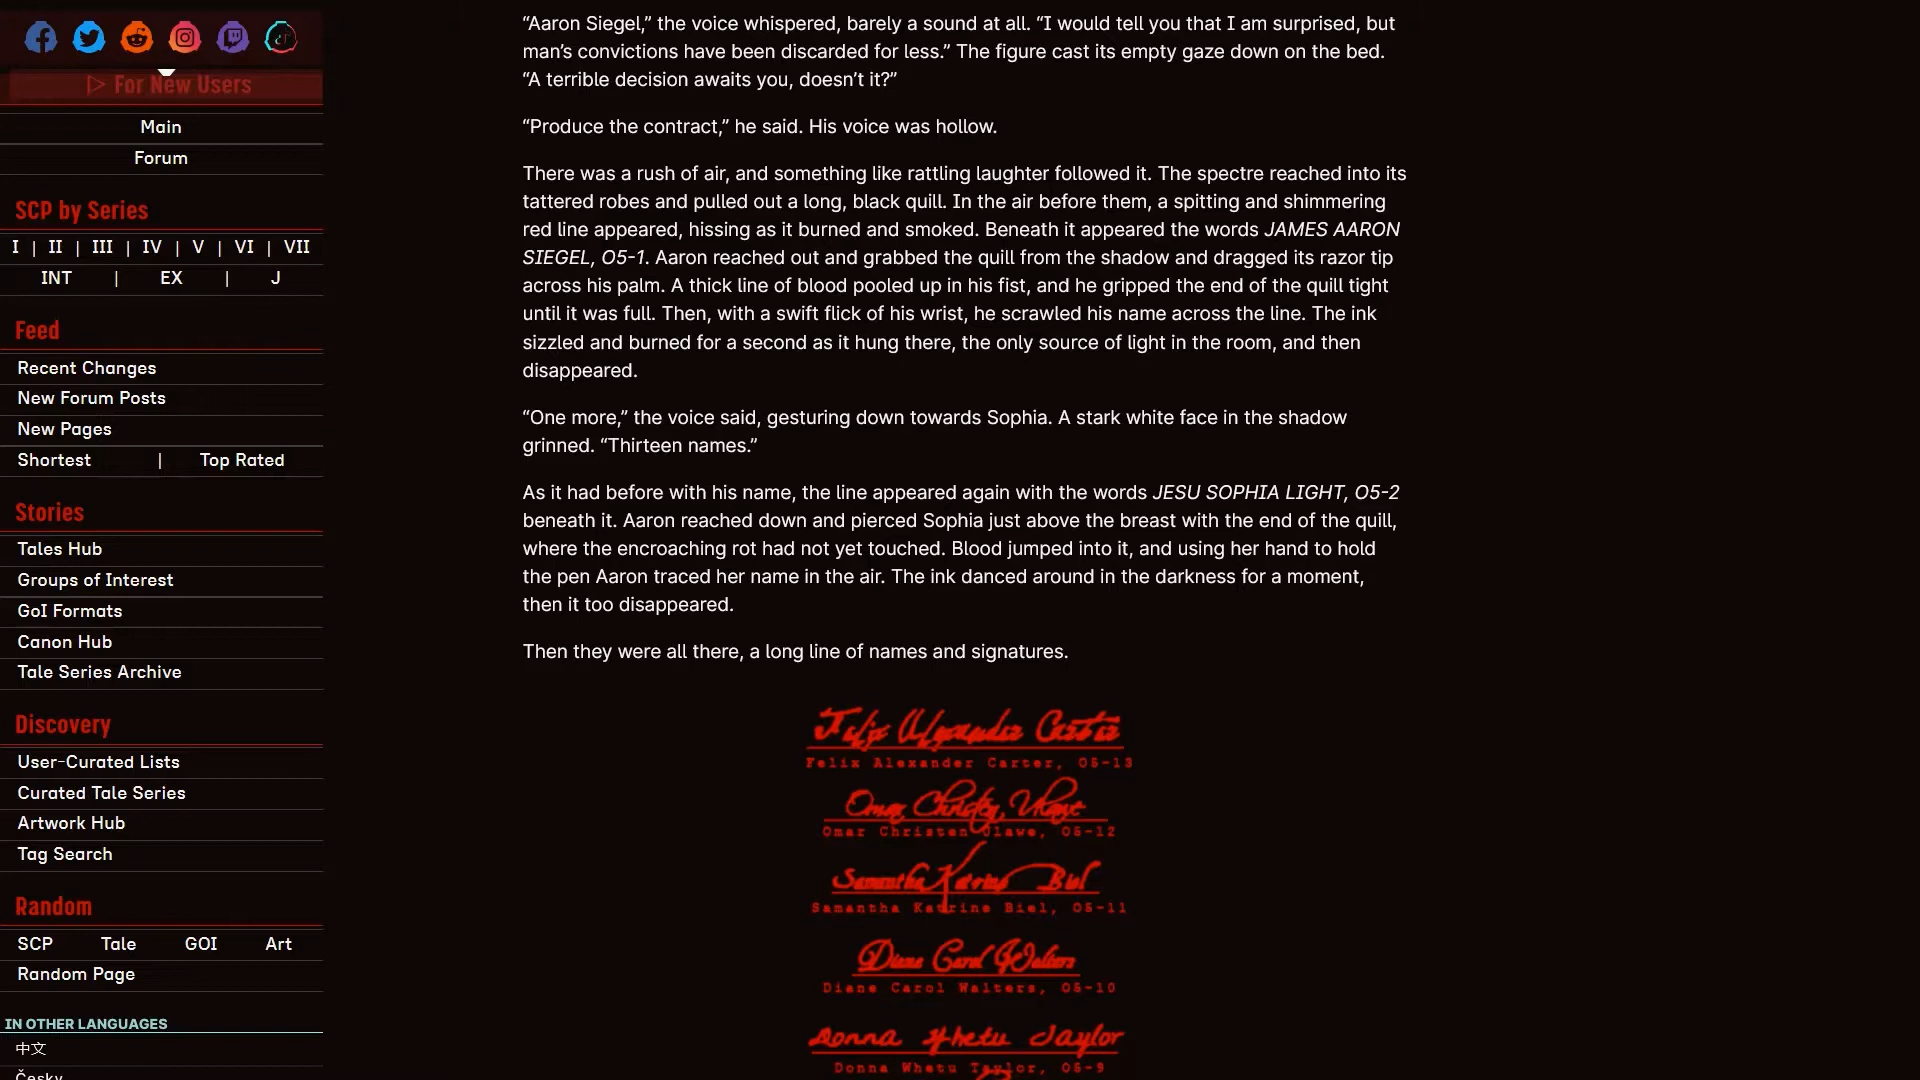 ▷ For New Users
Main
Forum
SCP by Series
I | II | III | IV | V | VI | VII
INT | EX | J
Feed
Recent Changes
New Forum Posts
New Pages
Shortest | Top Rated
Stories
Tales Hub
Groups of Interest
GoI Formats
Canon Hub
Tale Series Archive
Discovery
User-Curated Lists
Curated Tale Series
Artwork Hub
Tag Search
Random
SCP Tale GOI Art
Random Page
IN OTHER LANGUAGES
中文
Česky
“Aaron Siegel,” the voice whispered, barely a sound at all. “I would tell you that I am surprised, but
man’s convictions have been discarded for less.” The figure cast its empty gaze down on the bed.
“A terrible decision awaits you, doesn’t it?”
“Produce the contract,” he said. His voice was hollow.
There was a rush of air, and something like rattling laughter followed it. The spectre reached into its
tattered robes and pulled out a long, black quill. In the air before them, a spitting and shimmering
red line appeared, hissing as it burned and smoked. Beneath it appeared the words JAMES AARON
SIEGEL, O5-1. Aaron reached out and grabbed the quill from the shadow and dragged its razor tip
across his palm. A thick line of blood pooled up in his fist, and he gripped the end of the quill tight
until it was full. Then, with a swift flick of his wrist, he scrawled his name across the line. The ink
sizzled and burned for a second as it hung there, the only source of light in the room, and then
disappeared.
“One more,” the voice said, gesturing down towards Sophia. A stark white face in the shadow
grinned. “Thirteen names.”
As it had before with his name, the line appeared again with the words JESU SOPHIA LIGHT, O5-2
beneath it. Aaron reached down and pierced Sophia just above the breast with the end of the quill,
where the encroaching rot had not yet touched. Blood jumped into it, and using her hand to hold
the pen Aaron traced her name in the air. The ink danced around in the darkness for a moment,
then it too disappeared.
Then they were all there, a long line of names and signatures.
Felix Alexander Carter
Felix Alexander Carter, O5-13
Omar Christen Ulawe
Omar Christen Ulawe, O5-12
Samantha Katrine Biel
Samantha Katrine Biel, O5-11
Diane Carol Walters
Diane Carol Walters, O5-10
Donna Whetu Taylor
Donna Whetu Taylor, O5-9